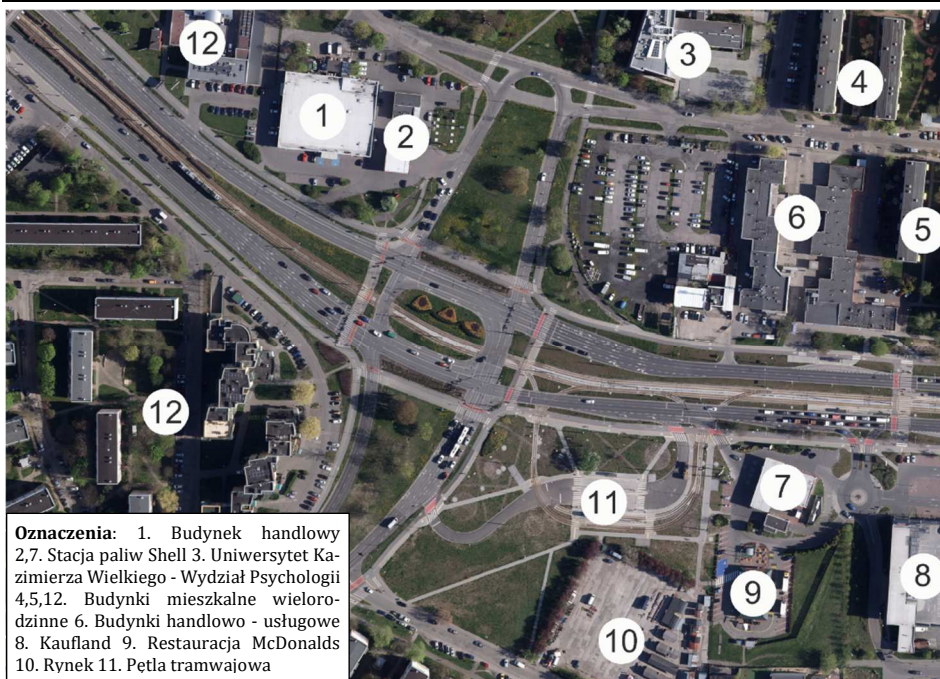 12
3
4
1
2
6
5
12
7
11
8
9
10
Oznaczenia: 1. Budynek handlowy
2,7. Stacja paliw Shell 3. Uniwersytet Ka-
zimierza Wielkiego - Wydział Psychologii
4,5,12. Budynki mieszkalne wieloro-
dzinne 6. Budynki handlowo - usługowe
8. Kaufland 9. Restauracja McDonalds
10. Rynek 11. Pętla tramwajowa